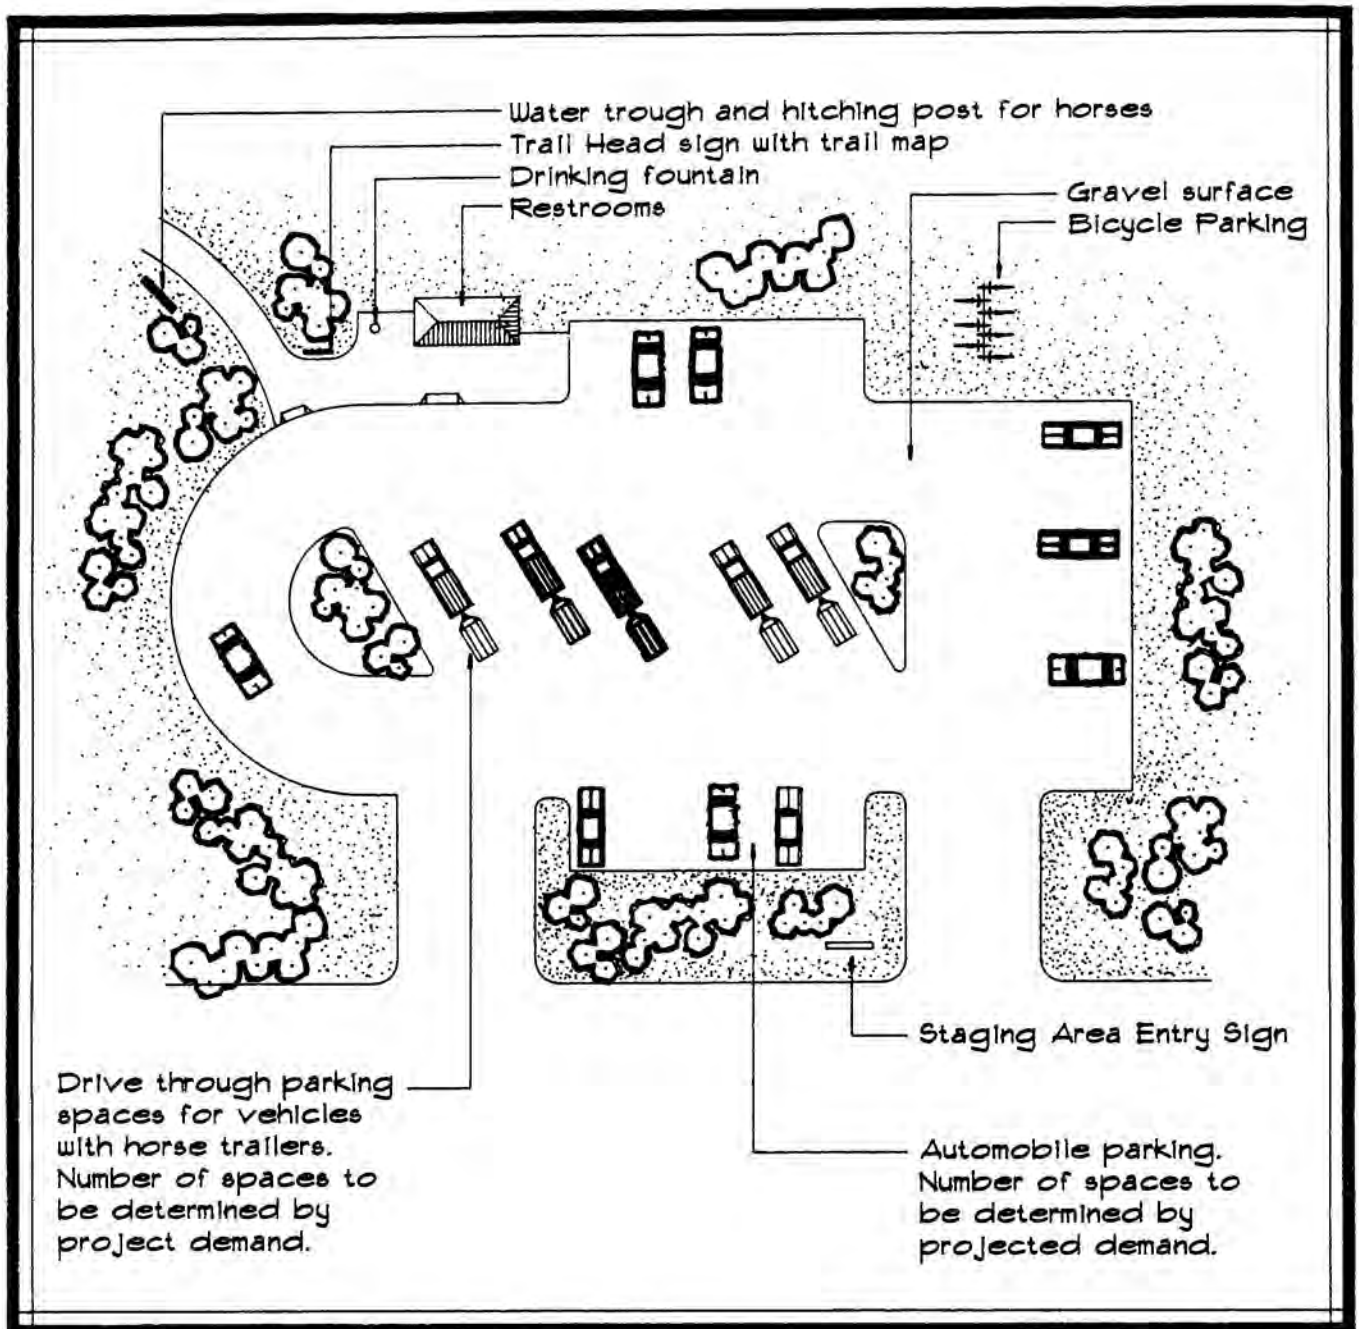 Water trough and hitching post for horses
Trail Head sign with trail map
Drinking fountain
Restrooms
Gravel surface
Bicycle Parking
Staging Area Entry Sign
Drive through parking
spaces for vehicles
with horse trailers.
Number of spaces to
be determined by
project demand.
Automobile parking.
Number of spaces to
be determined by
projected demand.